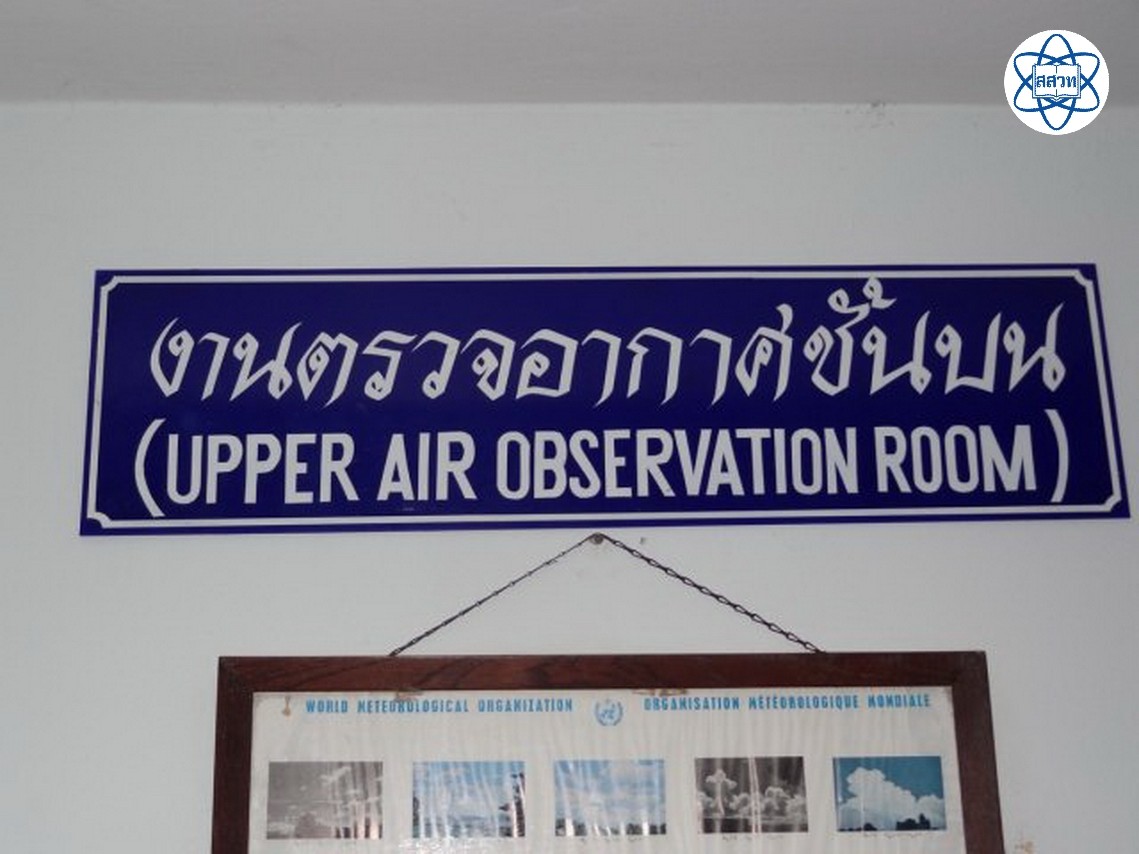 สสวท
งานตรวจอากาศชั้นบน
(UPPER AIR OBSERVATION ROOM)
WORLD METEOROLOGICAL ORGANIZATION ORGANISATION MÉTÉOROLOGIQUE MONDIALE